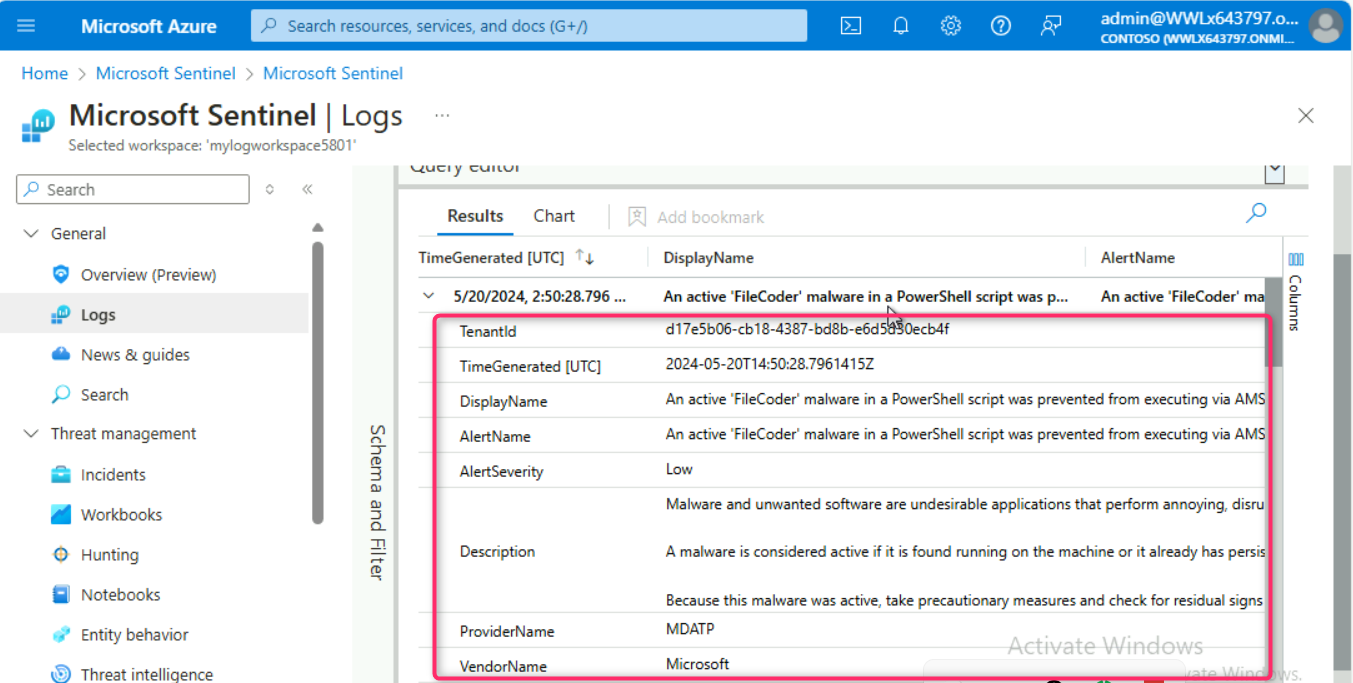 Microsoft Azure
Search resources, services, and docs (G+/)
admin@WWLx643797.o...
CONTOSO (WWLX643797.ONMI...
Home > Microsoft Sentinel > Microsoft Sentinel
Microsoft Sentinel | Logs ...
Selected workspace: 'mylogworkspace5801'
Search
General
Overview (Preview)
Logs
News & guides
Search
Threat management
Incidents
Workbooks
Hunting
Notebooks
Entity behavior
Threat intelligence
Schema and Filter
Query editor
Results Chart Add bookmark
TimeGenerated [UTC] DisplayName AlertName
5/20/2024, 2:50:28.796 ... An active 'FileCoder' malware in a PowerShell script was p... An active 'FileCoder' ma
TenantId d17e5b06-cb18-4387-bd8b-e6d5d30ecb4f
TimeGenerated [UTC] 2024-05-20T14:50:28.7961415Z
DisplayName An active 'FileCoder' malware in a PowerShell script was prevented from executing via AMS
AlertName An active 'FileCoder' malware in a PowerShell script was prevented from executing via AMS
AlertSeverity Low
Malware and unwanted software are undesirable applications that perform annoying, disru
Description A malware is considered active if it is found running on the machine or it already has persis
Because this malware was active, take precautionary measures and check for residual signs
ProviderName MDATP
VendorName Microsoft
Columns
Activate Windows
vate Windows.